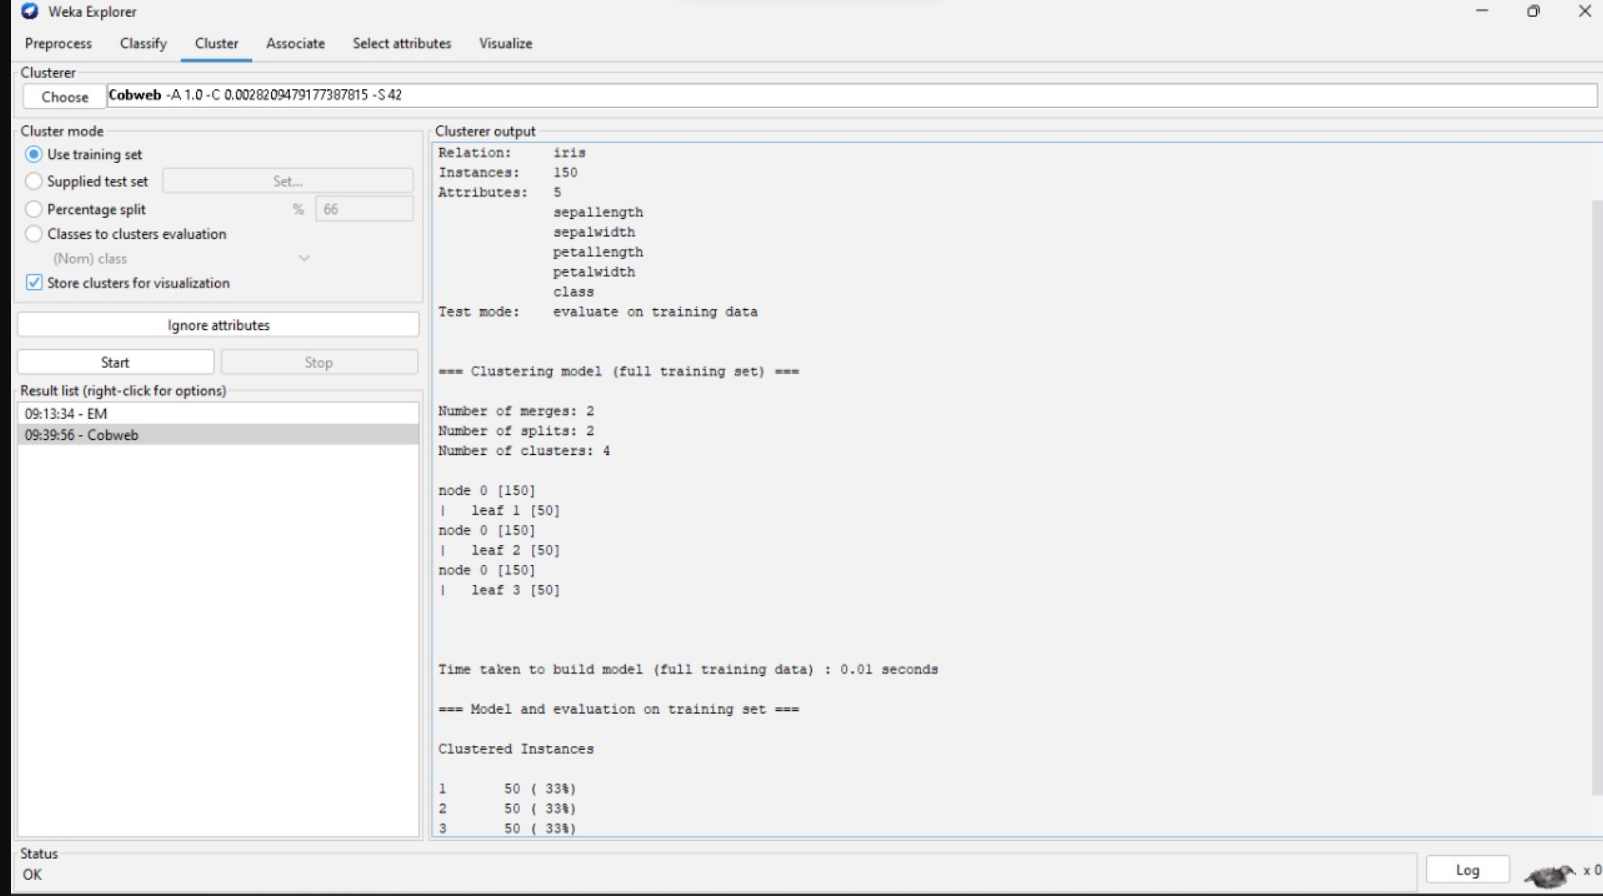 Weka Explorer
Preprocess Classify Cluster Associate Select attributes Visualize
Clusterer
Choose Cobweb -A 1.0 -C 0.0028209479177387815 -S 42
Cluster mode
Use training set
Supplied test set Set...
Percentage split % 66
Classes to clusters evaluation
(Nom) class
Store clusters for visualization
Ignore attributes
Start Stop
Result list (right-click for options)
09:13:34 - EM
09:39:56 - Cobweb
Clusterer output
Relation: iris
Instances: 150
Attributes: 5
sepallength
sepalwidth
petallength
petalwidth
class
Test mode: evaluate on training data
=== Clustering model (full training set) ===
Number of merges: 2
Number of splits: 2
Number of clusters: 4
node 0 [150]
| leaf 1 [50]
node 0 [150]
| leaf 2 [50]
node 0 [150]
| leaf 3 [50]
Time taken to build model (full training data) : 0.01 seconds
=== Model and evaluation on training set ===
Clustered Instances
1 50 ( 33%)
2 50 ( 33%)
3 50 ( 33%)
Status
OK
Log x 0